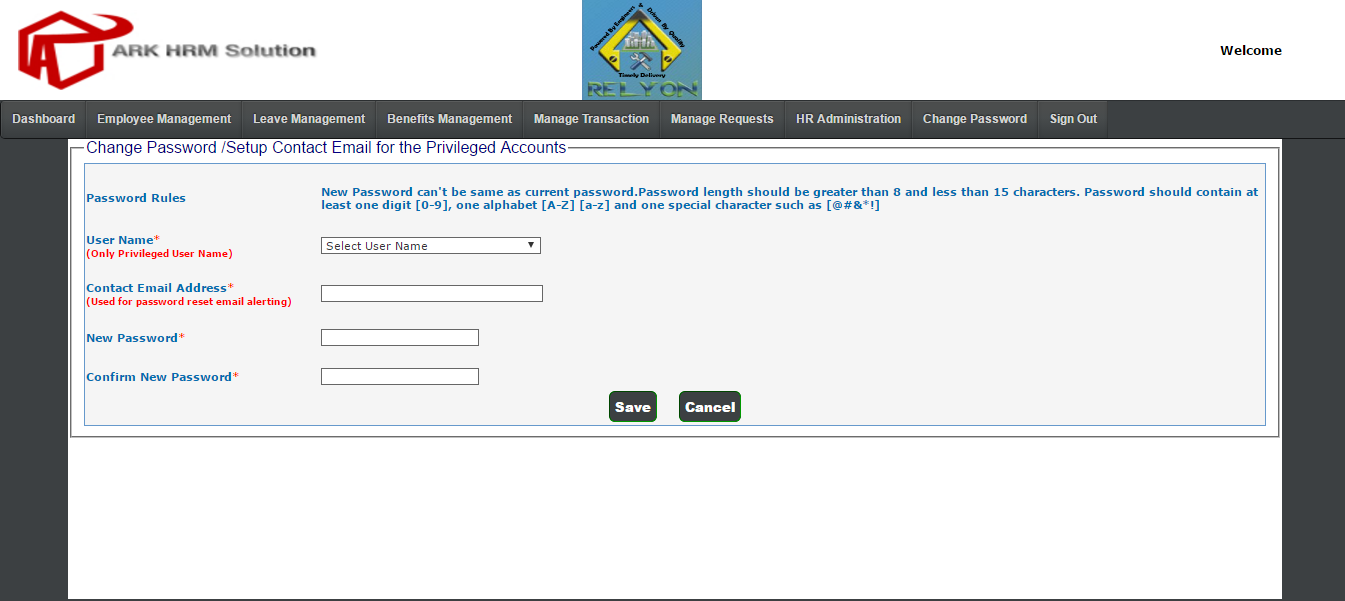 ARK HRM Solution
Powered By Engineers & Driven By Quality
Timely Delivery
RELYON
Welcome
Dashboard Employee Management Leave Management Benefits Management Manage Transaction Manage Requests HR Administration Change Password Sign Out
Change Password /Setup Contact Email for the Privileged Accounts
Password Rules
New Password can't be same as current password.Password length should be greater than 8 and less than 15 characters. Password should contain at
least one digit [0-9], one alphabet [A-Z] [a-z] and one special character such as [@#&*!]
User Name*
(Only Privileged User Name)
Select User Name
Contact Email Address*
(Used for password reset email alerting)
New Password*
Confirm New Password*
Save Cancel